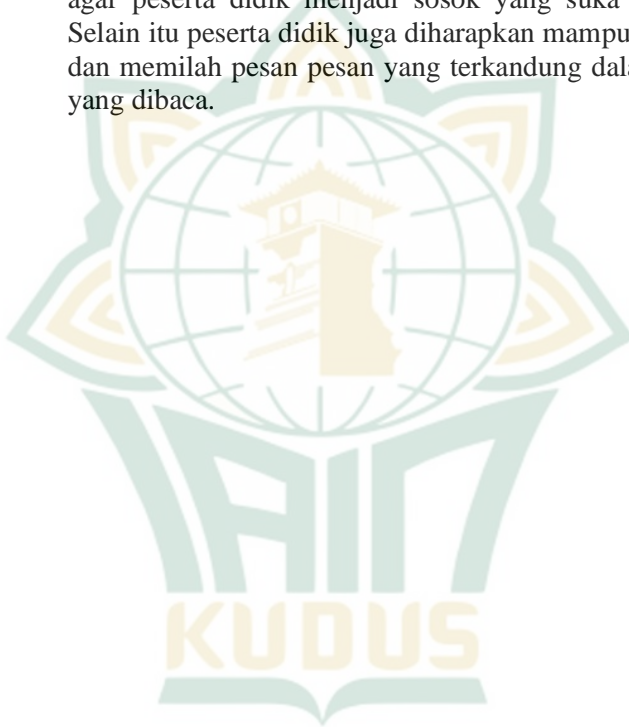 agar peserta didik menjadi sosok yang suka
Selain itu peserta didik juga diharapkan mampu
dan memilah pesan pesan yang terkandung
yang dibaca.
IAIN
KUDUS